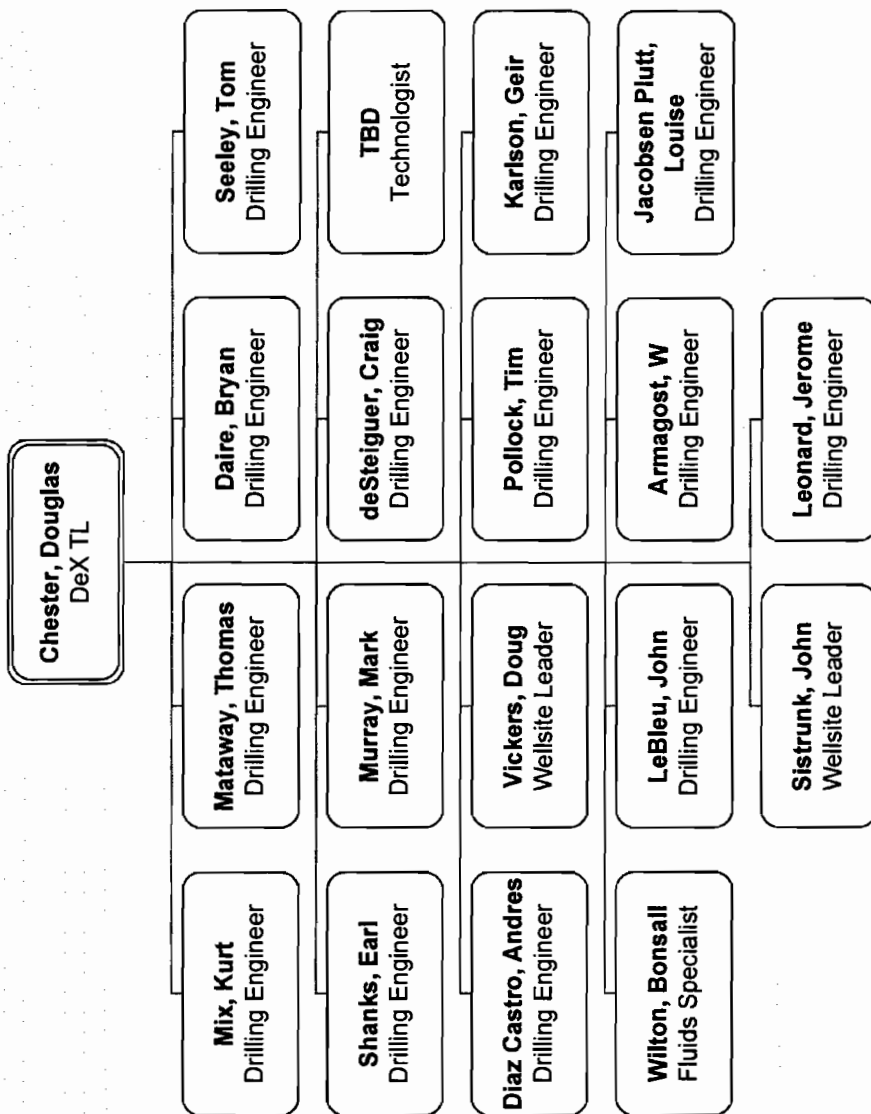 Chester, Douglas
DeX TL
Mix, Kurt
Drilling Engineer
Mataway, Thomas
Drilling Engineer
Daire, Bryan
Drilling Engineer
Seeley, Tom
Drilling Engineer
Shanks, Earl
Drilling Engineer
Murray, Mark
Drilling Engineer
deSteiguer, Craig
Drilling Engineer
TBD
Technologist
Diaz Castro, Andres
Drilling Engineer
Vickers, Doug
Wellsite Leader
Pollock, Tim
Drilling Engineer
Karlson, Geir
Drilling Engineer
Wilton, Bonsall
Fluids Specialist
LeBleu, John
Drilling Engineer
Armagost, W
Drilling Engineer
Jacobsen Plutt,
Louise
Drilling Engineer
Sistrunk, John
Wellsite Leader
Leonard, Jerome
Drilling Engineer